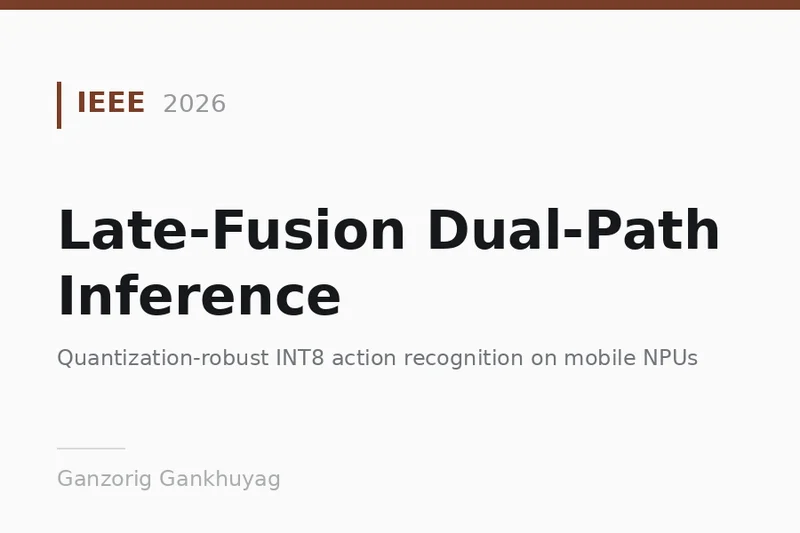 IEEE 2026
Late-Fusion Dual-Path
Inference
Quantization-robust INT8 action recognition on mobile NPUs
Ganzorig Gankhuyag